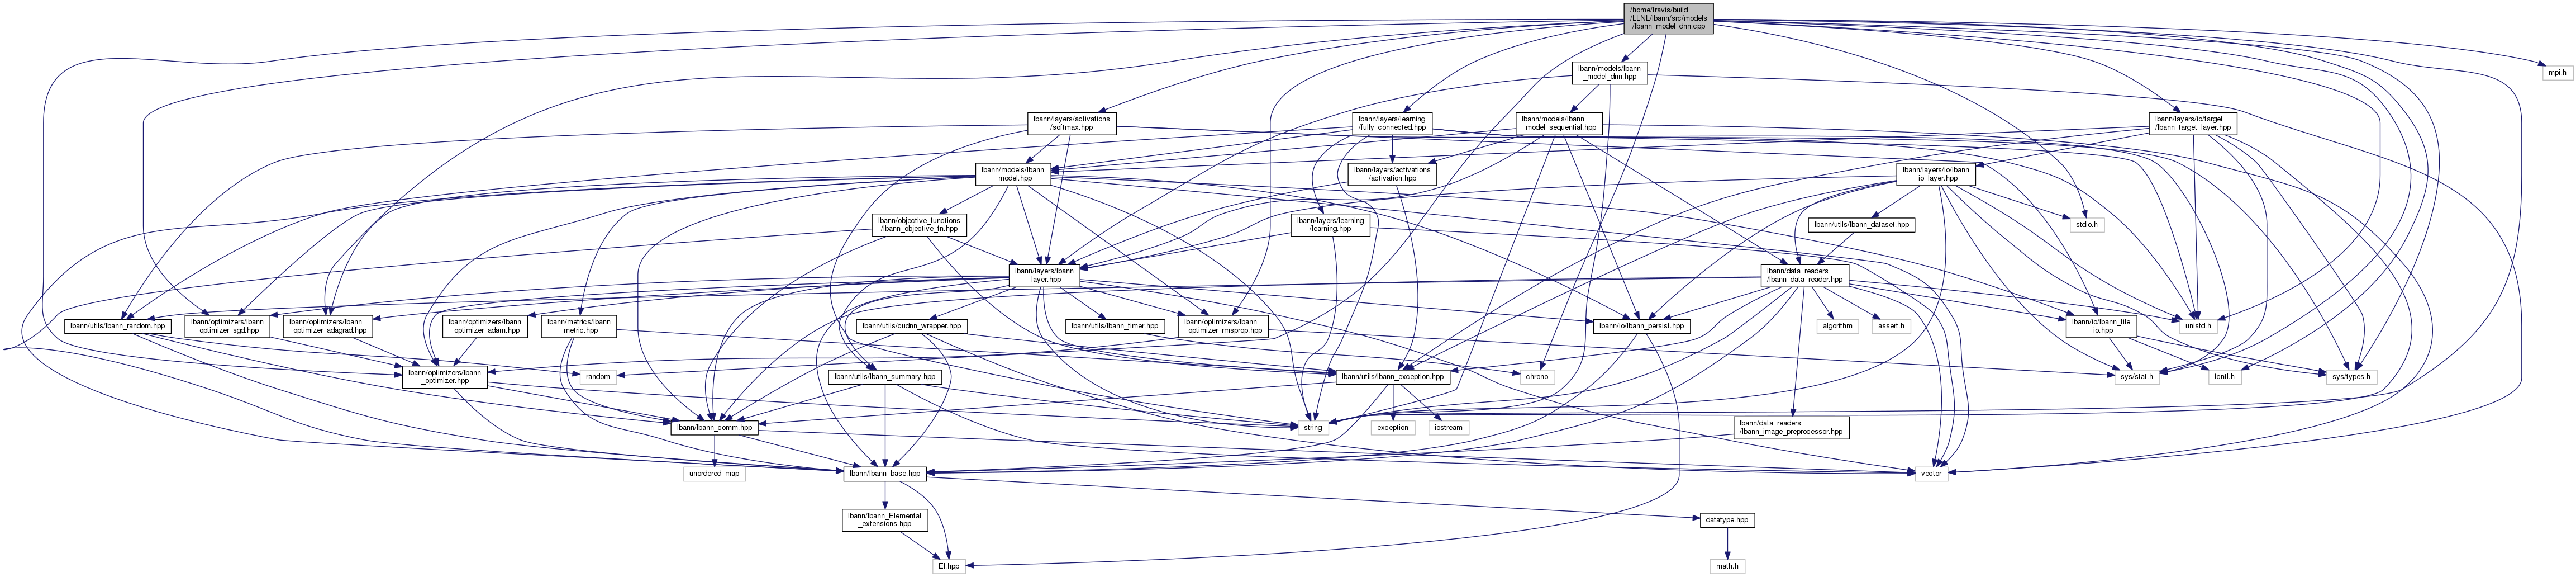 /home/travis/build
/LLNL/lbann/src/models
/lbann_model_dnn.cpp
lbann/models/lbann
_model_dnn.hpp
mpi.h
lbann/layers/activations
/softmax.hpp
lbann/layers/learning
/fully_connected.hpp
lbann/models/lbann
_model_sequential.hpp
lbann/layers/io/target
/lbann_target_layer.hpp
lbann/models/lbann
_model.hpp
lbann/layers/activations
/activation.hpp
lbann/layers/io/lbann
_io_layer.hpp
lbann/objective_functions
/lbann_objective_fn.hpp
lbann/layers/learning
/learning.hpp
lbann/utils/lbann_dataset.hpp
stdio.h
lbann/layers/lbann
_layer.hpp
lbann/data_readers
/lbann_data_reader.hpp
lbann/utils/lbann_random.hpp
lbann/optimizers/lbann
_optimizer_sgd.hpp
lbann/optimizers/lbann
_optimizer_adagrad.hpp
lbann/optimizers/lbann
_optimizer_adam.hpp
lbann/metrics/lbann
_metric.hpp
lbann/utils/cudnn_wrapper.hpp
lbann/utils/lbann_timer.hpp
lbann/optimizers/lbann
_optimizer_rmsprop.hpp
lbann/io/lbann_persist.hpp
algorithm
assert.h
lbann/io/lbann_file
_io.hpp
unistd.h
lbann/optimizers/lbann
_optimizer.hpp
random
lbann/utils/lbann_summary.hpp
lbann/utils/lbann_exception.hpp
chrono
sys/stat.h
fcntl.h
sys/types.h
lbann/lbann_comm.hpp
string
exception
iostream
lbann/data_readers
/lbann_image_preprocessor.hpp
unordered_map
lbann/lbann_base.hpp
vector
lbann/lbann_Elemental
_extensions.hpp
datatype.hpp
El.hpp
math.h